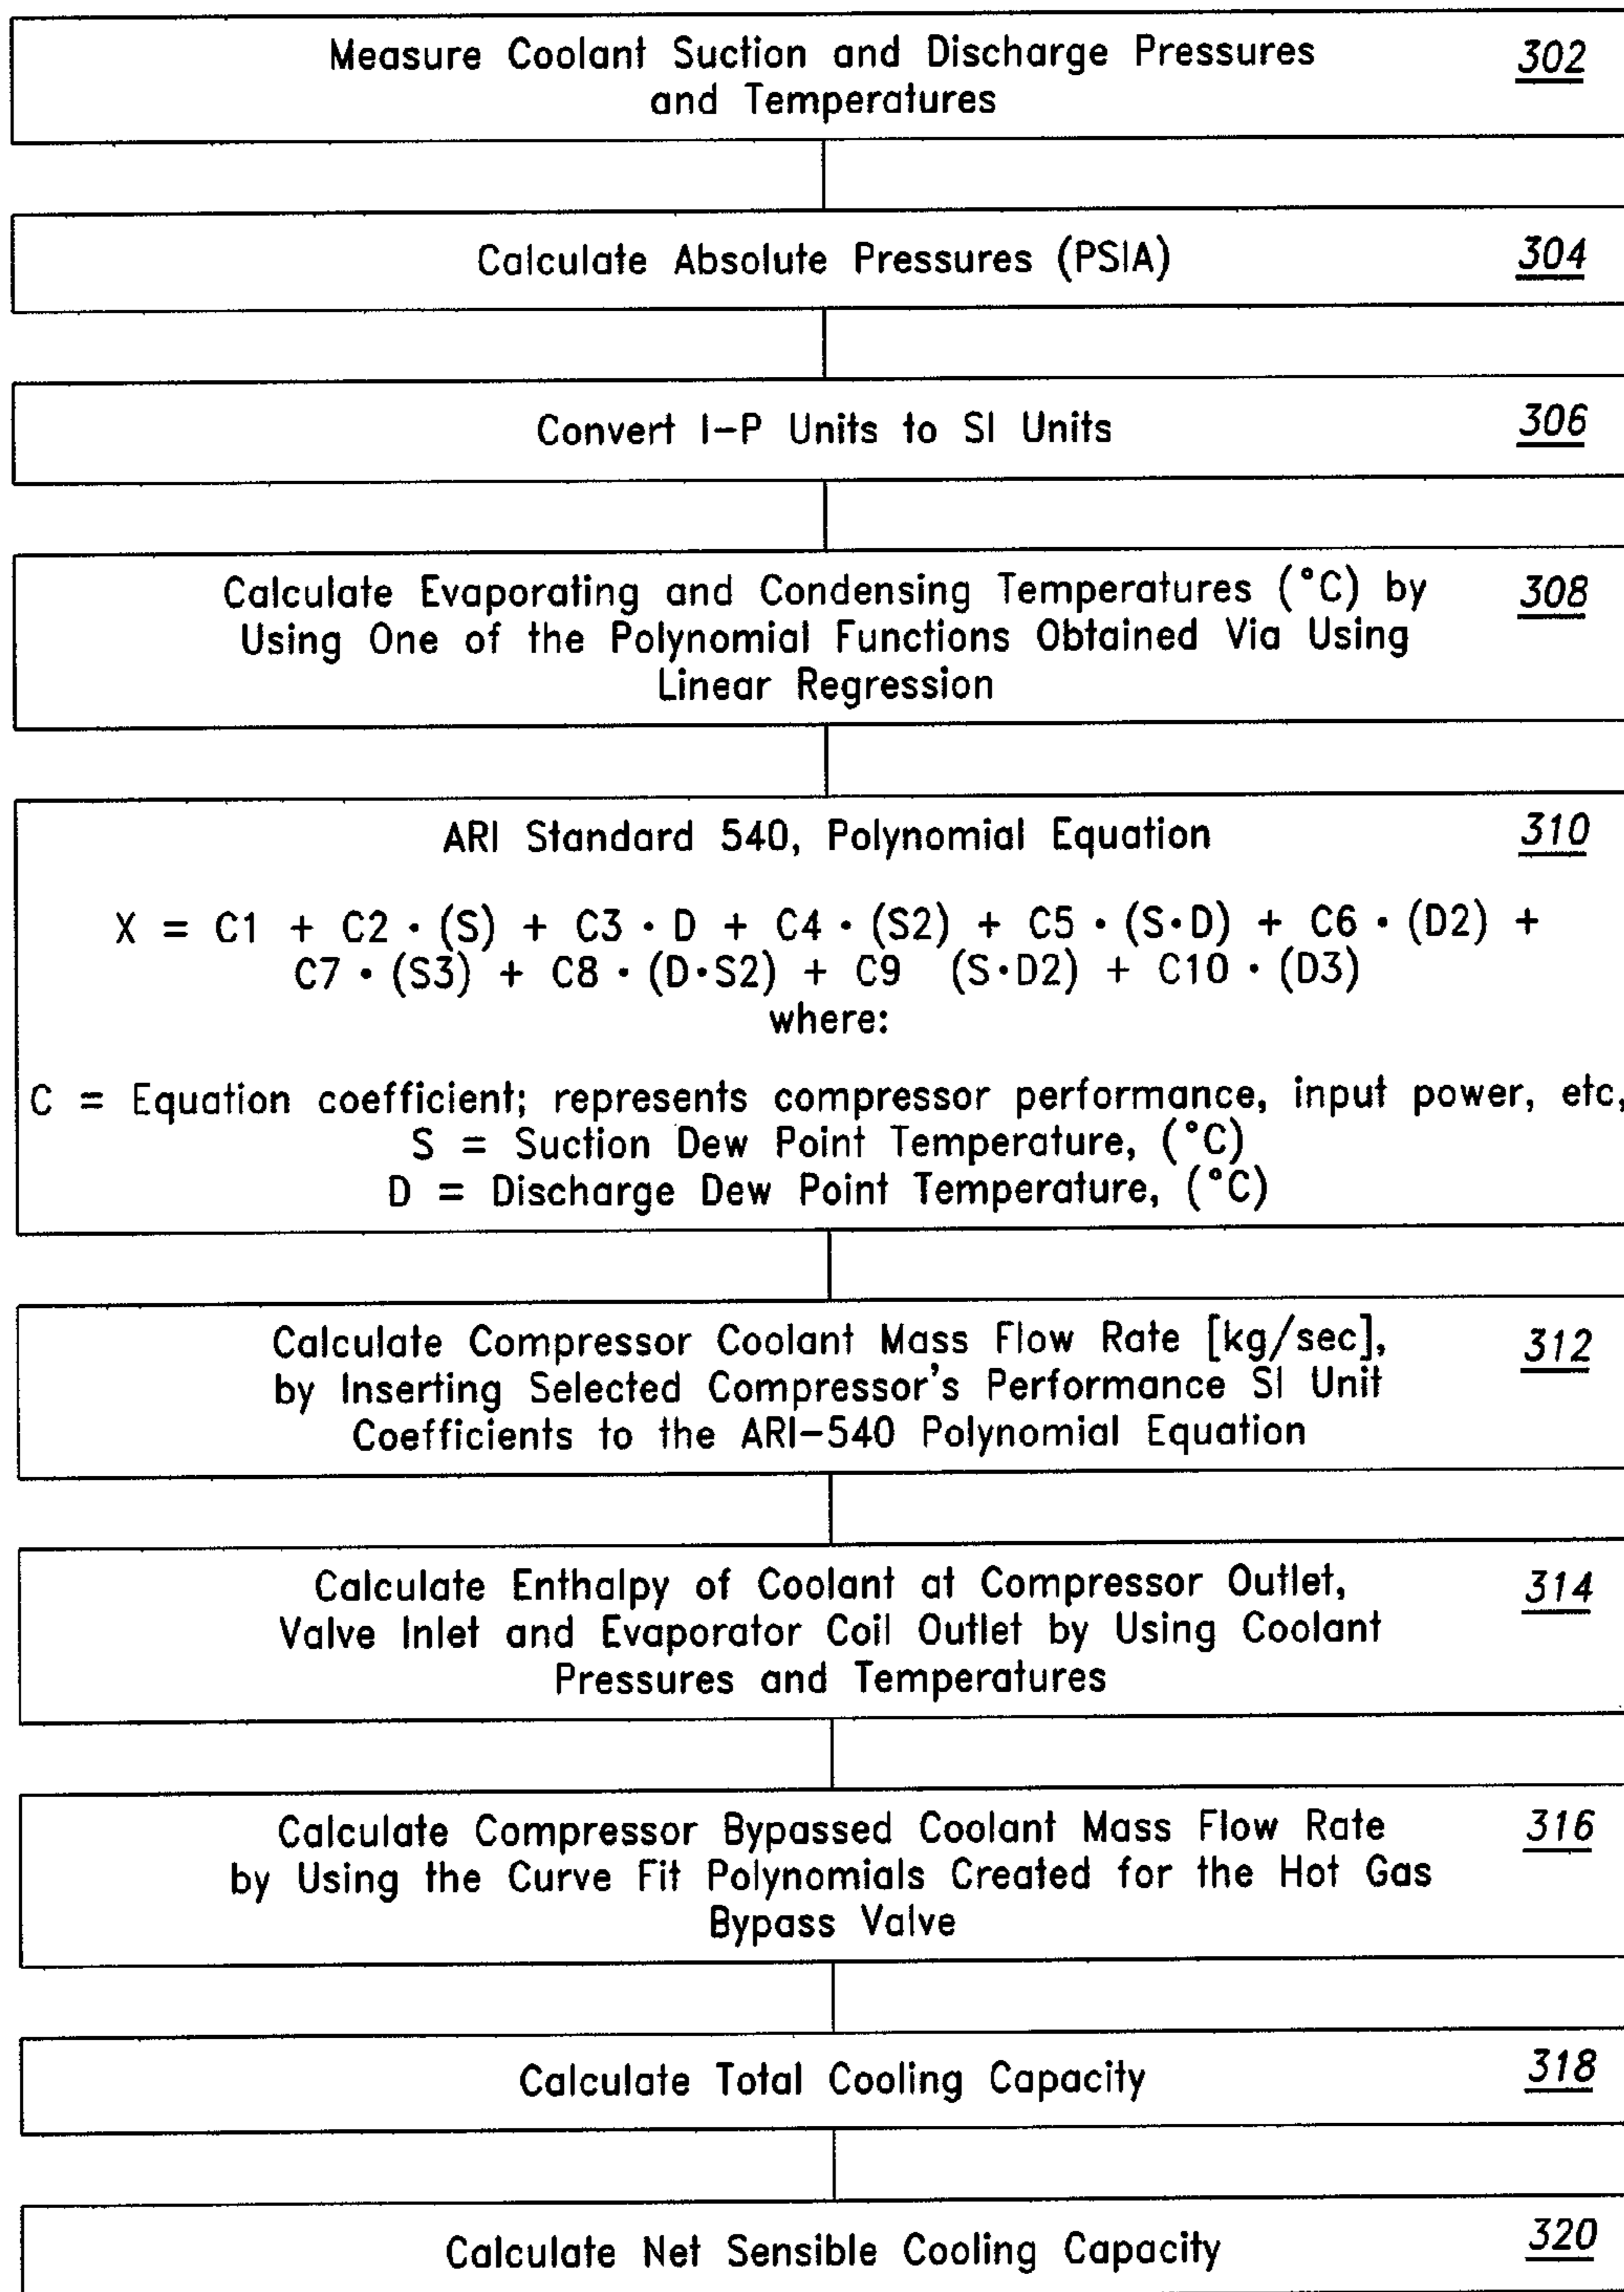 Measure Coolant Suction and Discharge Pressures
and Temperatures
302
Calculate Absolute Pressures (PSIA)
304
Convert I-P Units to SI Units
306
Calculate Evaporating and Condensing Temperatures (°C) by
Using One of the Polynomial Functions Obtained Via Using
Linear Regression
308
ARI Standard 540, Polynomial Equation
310
X = C1 + C2 • (S) + C3 • D + C4 • (S2) + C5 • (S•D) + C6 • (D2) +
C7 • (S3) + C8 • (D•S2) + C9 (S•D2) + C10 • (D3)
where:
C = Equation coefficient; represents compressor performance, input power, etc,
S = Suction Dew Point Temperature, (°C)
D = Discharge Dew Point Temperature, (°C)
Calculate Compressor Coolant Mass Flow Rate [kg/sec],
by Inserting Selected Compressor's Performance SI Unit
Coefficients to the ARI-540 Polynomial Equation
312
Calculate Enthalpy of Coolant at Compressor Outlet,
Valve Inlet and Evaporator Coil Outlet by Using Coolant
Pressures and Temperatures
314
Calculate Compressor Bypassed Coolant Mass Flow Rate
by Using the Curve Fit Polynomials Created for the Hot Gas
Bypass Valve
316
Calculate Total Cooling Capacity
318
Calculate Net Sensible Cooling Capacity
320